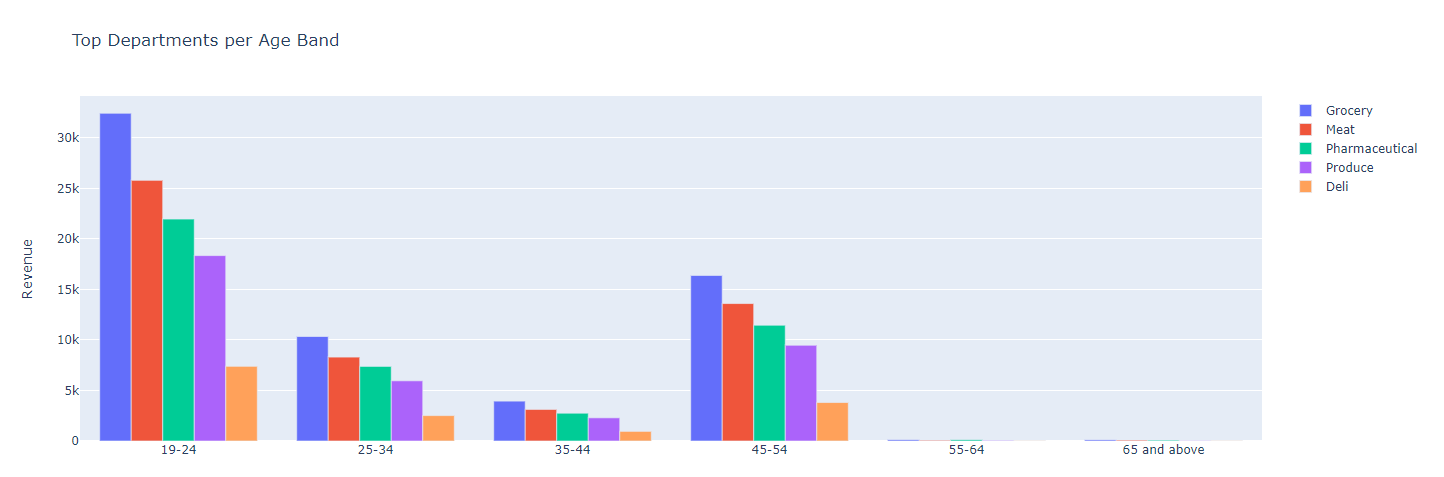 Top Departments per Age Band
Grocery
Meat
Pharmaceutical
Produce
Deli
Revenue
30k
25k
20k
15k
10k
5k
0
19-24 25-34 35-44 45-54 55-64 65 and above